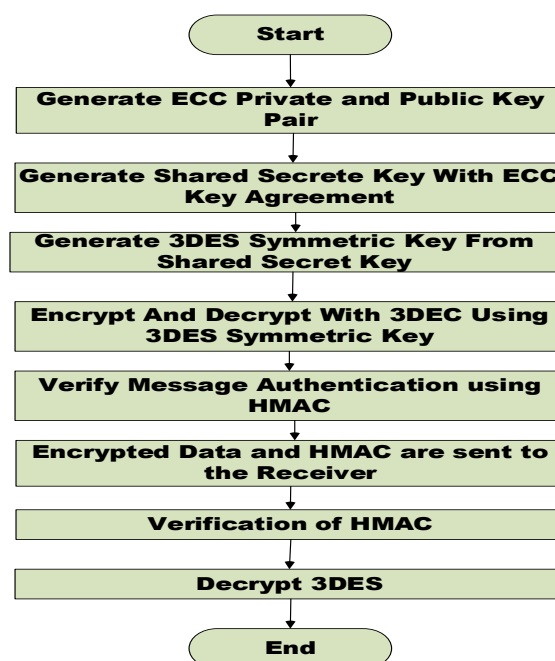 Start
Generate ECC Private and Public Key
Pair
Generate Shared Secrete Key With ECC
Key Agreement
Generate 3DES Symmetric Key From
Shared Secret Key
Encrypt And Decrypt With 3DEC Using
3DES Symmetric Key
Verify Message Authentication using
HMAC
Encrypted Data and HMAC are sent to
the Receiver
Verification of HMAC
Decrypt 3DES
End